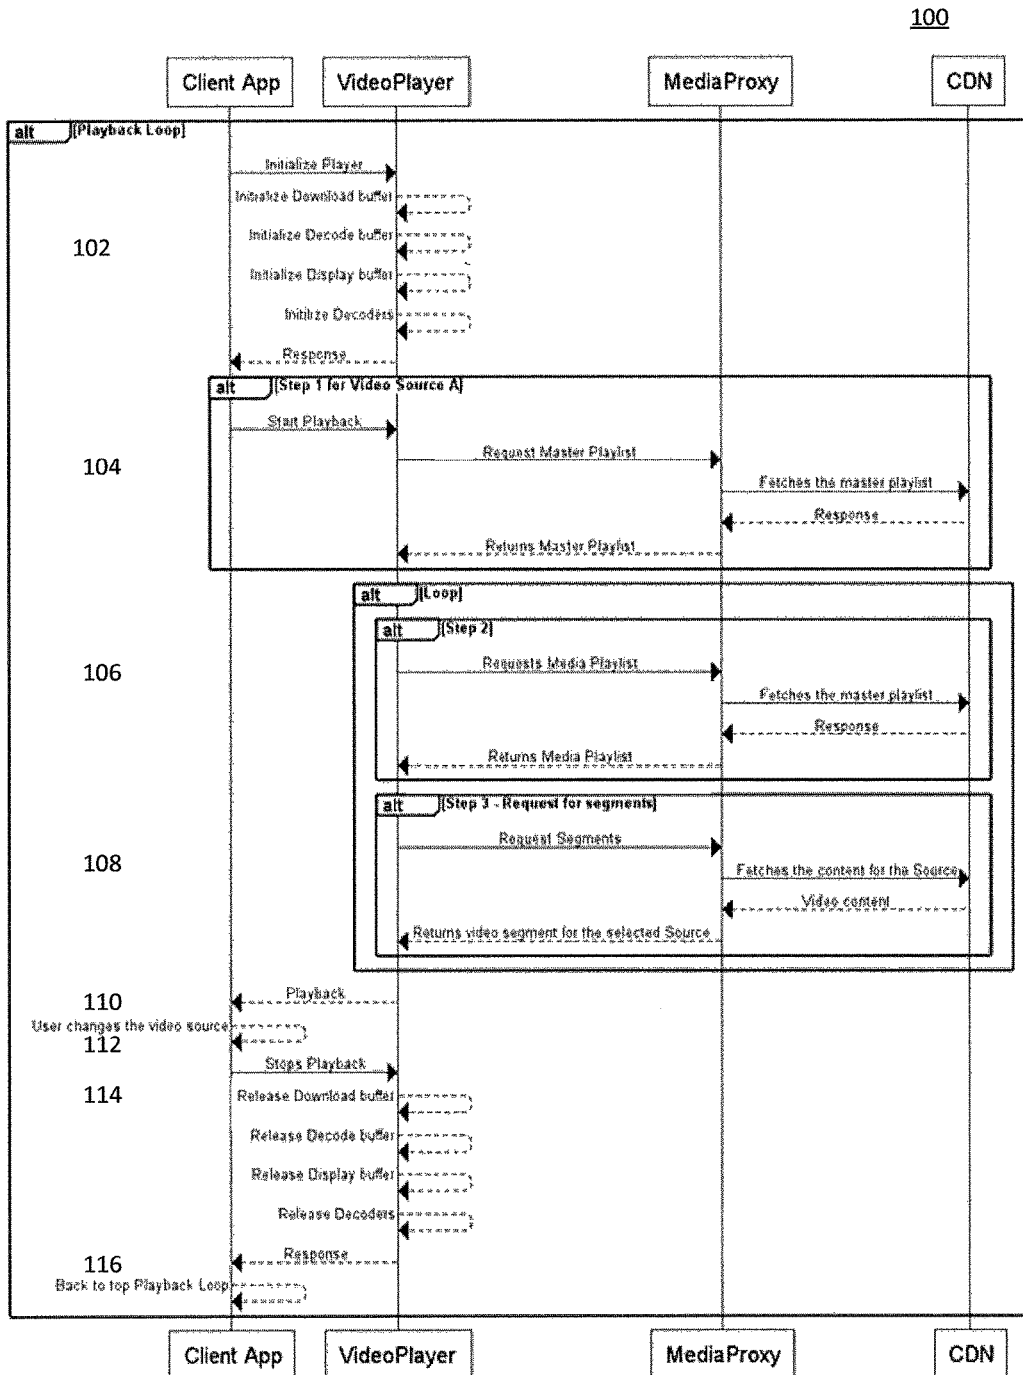 100
Client App VideoPlayer MediaProxy CDN
alt [Playback Loop]
Initialize Player
Initialize Download buffer
102
Initialize Decode buffer
Initialize Display buffer
Initilize Decoders
Response
alt [Step 1 for Video Source A]
Start Playback
Request Master Playlist
104
Fetches the master playlist
Response
Returns Master Playlist
alt [Loop]
alt [Step 2]
106
Requests Media Playlist
Fetches the master playlist
Response
Returns Media Playlist
alt [Step 3 - Request for segments]
Request Segments
108
Fetches the content for the Source
Video content
Returns video segment for the selected Source
110
Playback
User changes the video source
112
Stops Playback
114
Release Download buffer
Release Decode buffer
Release Display buffer
Release Decoders
116
Response
Back to top Playback Loop
Client App VideoPlayer MediaProxy CDN